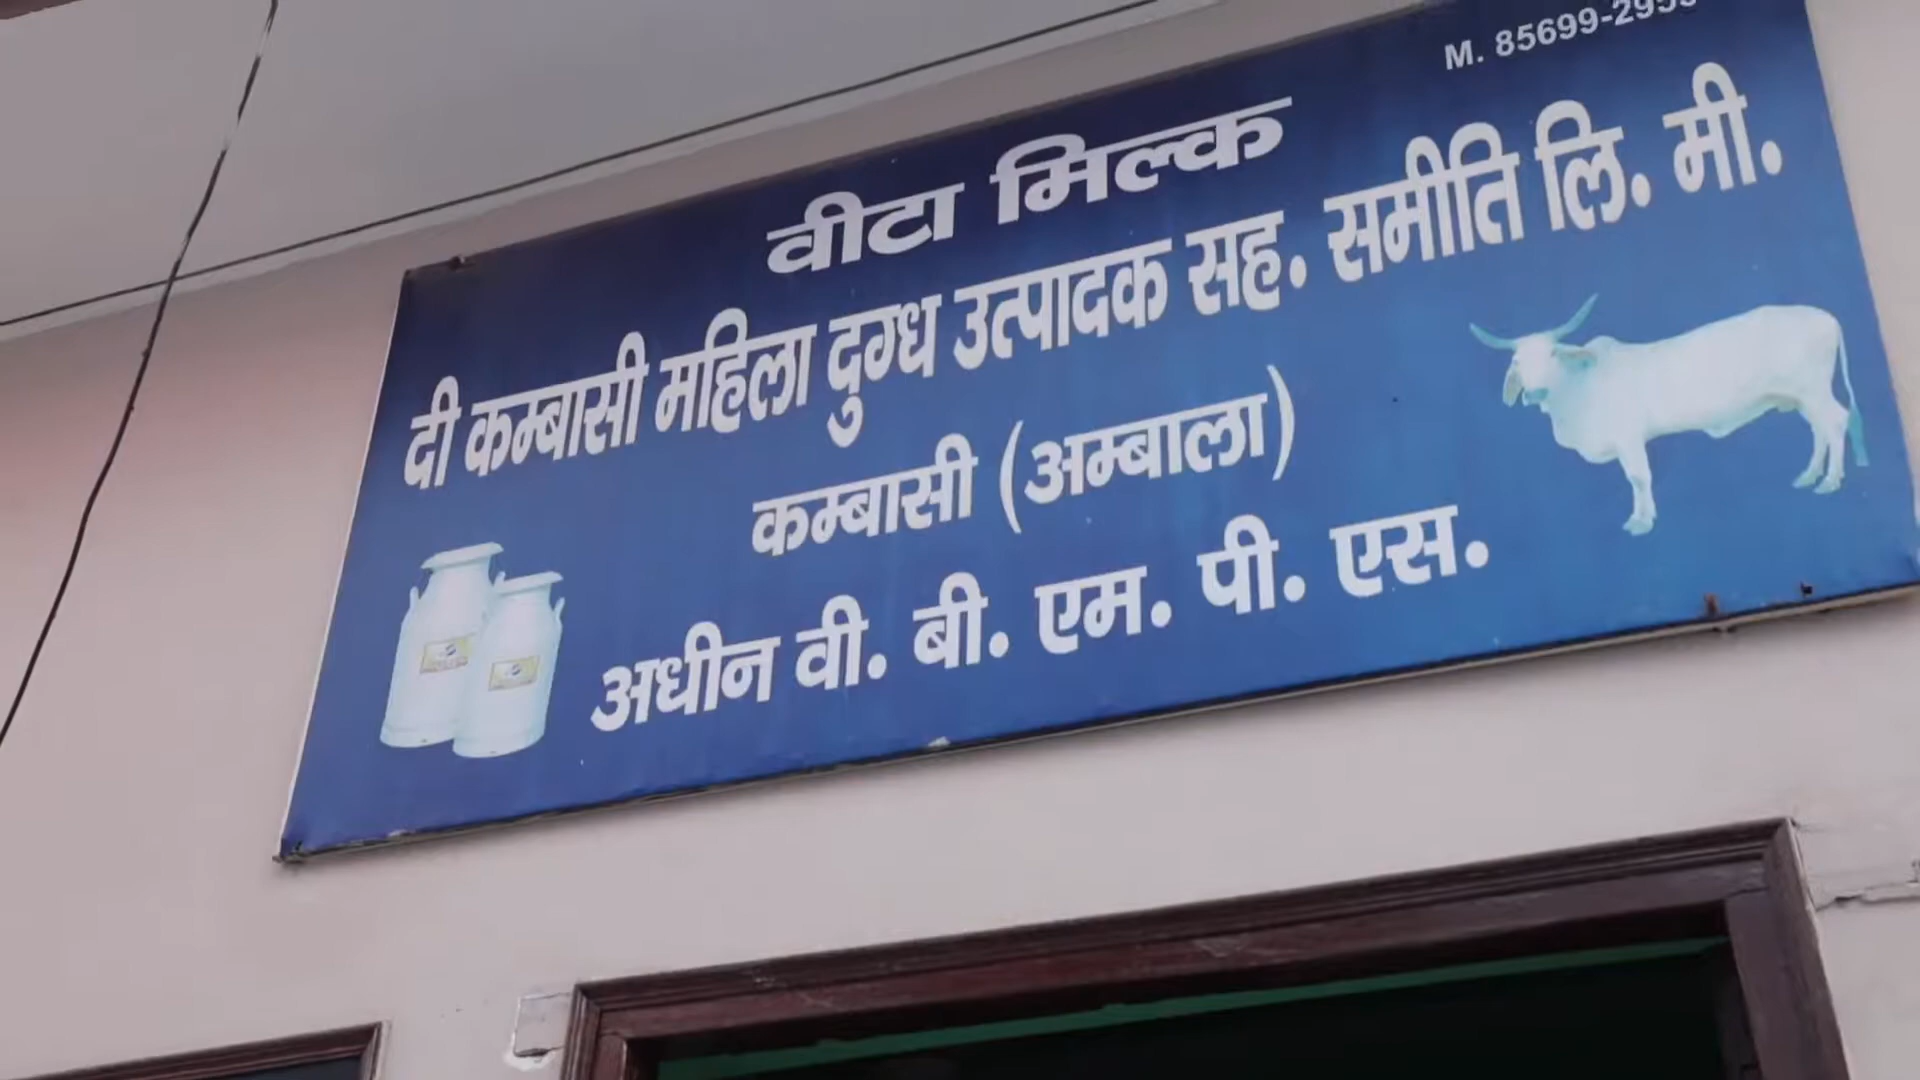 M. 85699-295
वीटा मिल्क
दी कम्बासी महिला दुग्ध उत्पादक सह. समीति लि. मी.
कम्बासी (अम्बाला)
अधीन वी. बी. एम. पी. एस.